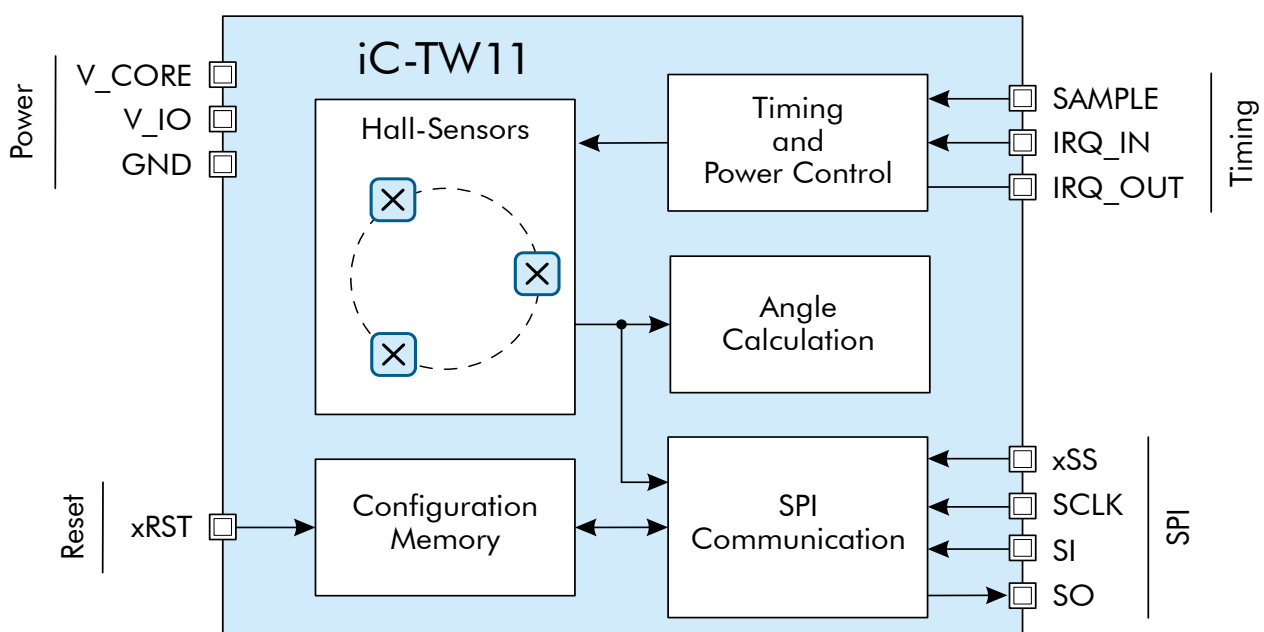 iC-TW11
Power
V_CORE
V_IO
GND
Hall-Sensors
Timing
and
Power Control
SAMPLE
IRQ_IN
IRQ_OUT
Timing
Angle
Calculation
Reset
xRST
Configuration
Memory
SPI
Communication
xSS
SCLK
SI
SO
SPI